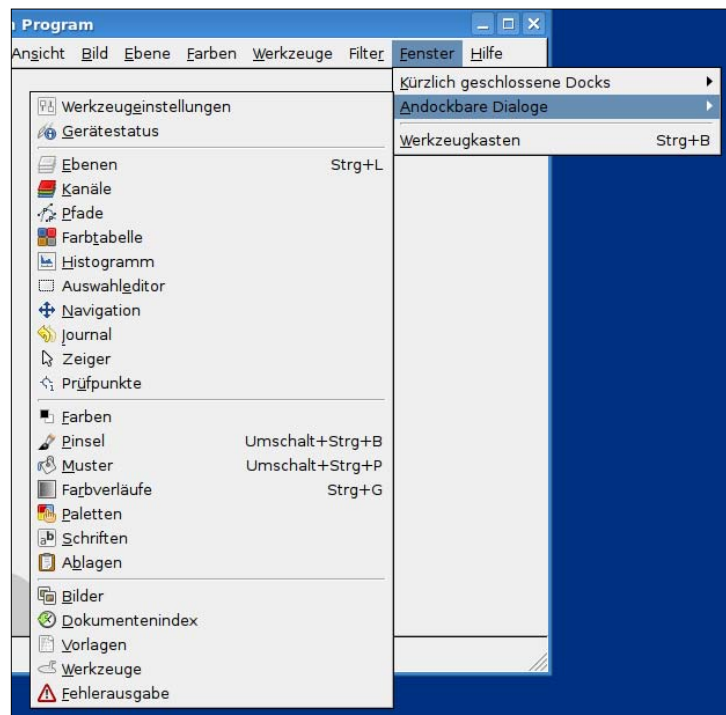 Program
Ansicht Bild Ebene Farben Werkzeuge Filter Fenster Hilfe
Kürzlich geschlossene Docks
Andockbare Dialoge
Werkzeugkasten Strg+B
Werkzeugeinstellungen
Gerätestatus
Ebenen Strg+L
Kanäle
Pfade
Farbtabelle
Histogramm
Auswahleditor
Navigation
Journal
Zeiger
Prüfpunkte
Farben
Pinsel Umschalt+Strg+B
Muster Umschalt+Strg+P
Farbverläufe Strg+G
Paletten
Schriften
Ablagen
Bilder
Dokumentenindex
Vorlagen
Werkzeuge
Fehlerausgabe